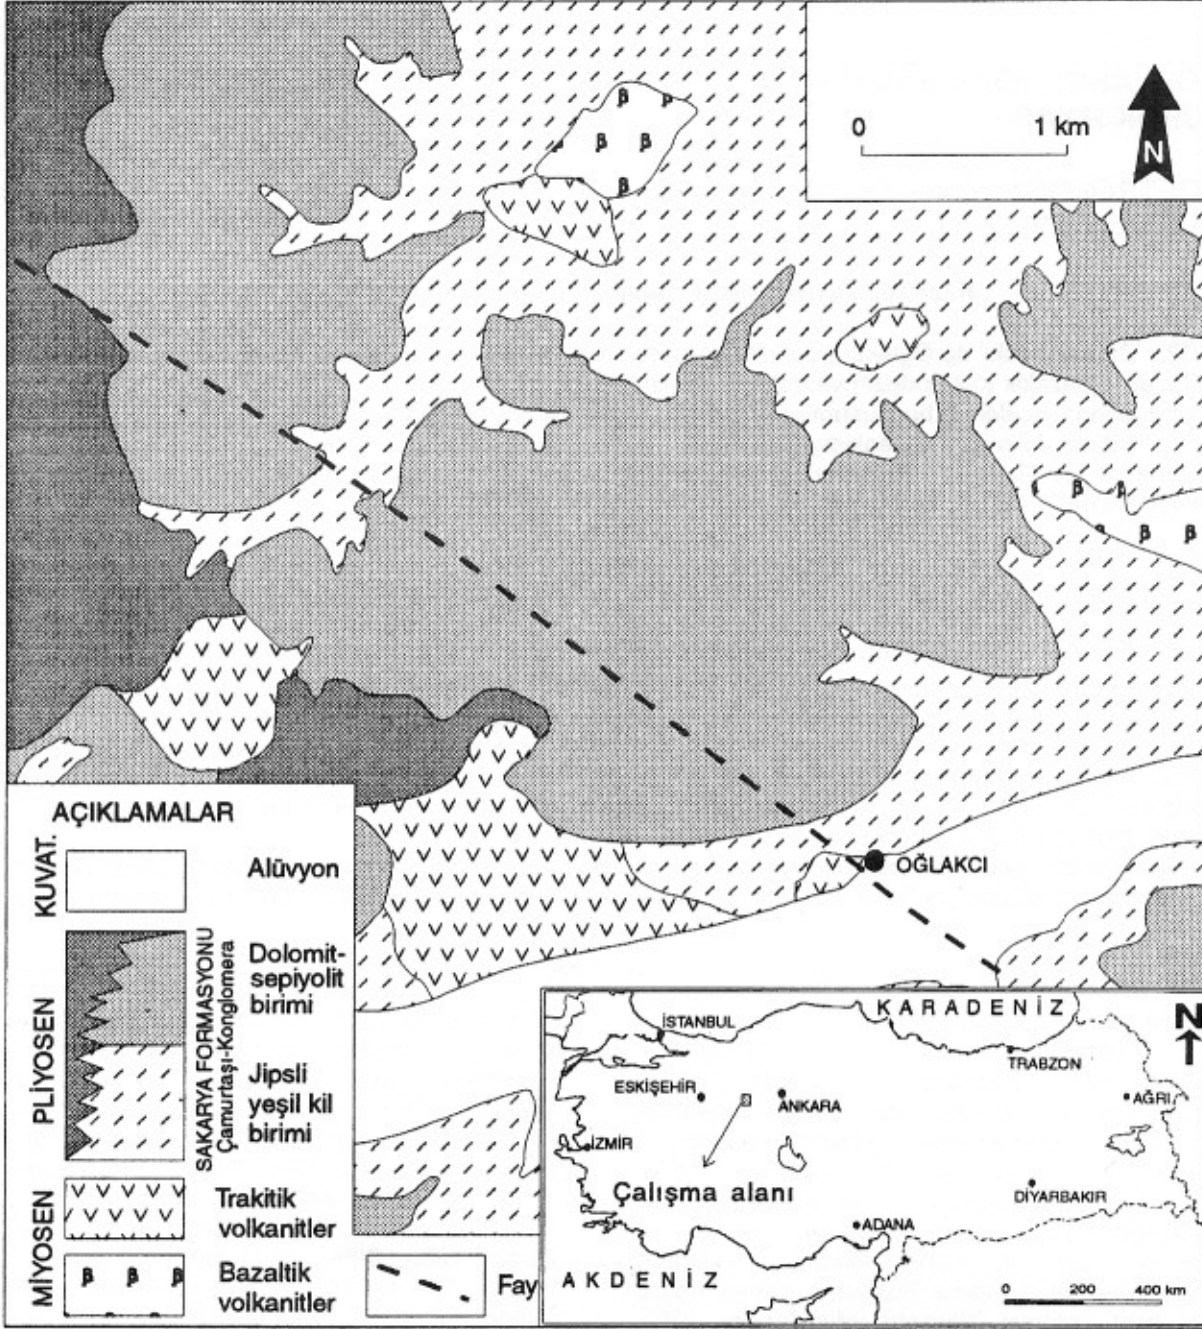 0 1 km
N
OĞLAKCI
AÇIKLAMALAR
KUVAT.
Alüvyon
PLİYOSEN
SAKARYA FORMASYONU
Çamurtaşı-Konglomera
Dolomit-
sepiyolit
birimi
Jipsli
yeşil kil
birimi
MİYOSEN
Trakitik
volkanitler
β β β
Bazaltik
volkanitler
Fay
KARADENİZ
N
İSTANBUL
TRABZON
ESKİŞEHİR
ANKARA
AĞRI
İZMİR
Çalışma alanı
DİYARBAKIR
ADANA
AKDENİZ
0 200 400 km